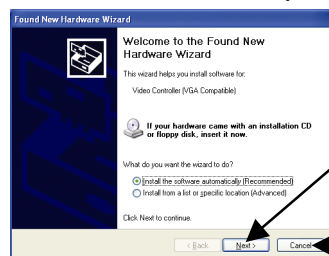 Found New Hardware Wizard
Welcome to the Found New
Hardware Wizard
This wizard helps you install software for:
Video Controller (VGA Compatible)
If your hardware came with an installation CD
or floppy disk, insert it now.
What do you want the wizard to do?
Install the software automatically (Recommended)
Install from a list or specific location (Advanced)
Click Next to continue.
< Back Next > Cancel